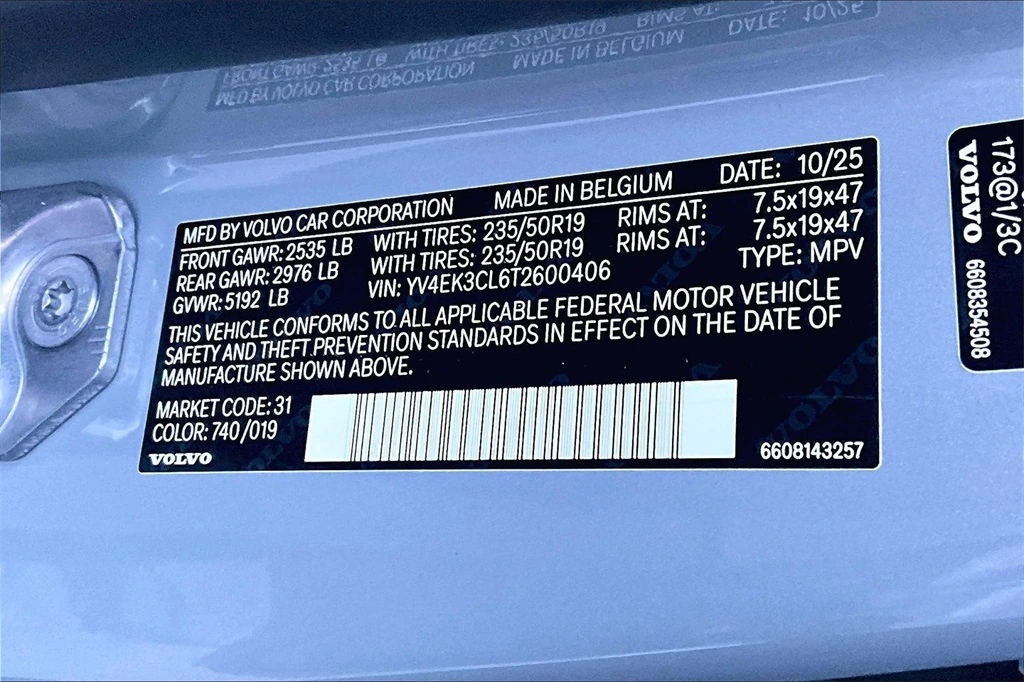 MFD BY VOLVO CAR CORPORATION MADE IN BELGIUM DATE: 10/25
FRONT GAWR: 2535 LB WITH TIRES: 235/50R19 RIMS AT: 7.5x19x47
REAR GAWR: 2976 LB WITH TIRES: 235/50R19 RIMS AT: 7.5x19x47
GVWR: 5192 LB VIN: YV4EK3CL6T2600406 TYPE: MPV
THIS VEHICLE CONFORMS TO ALL APPLICABLE FEDERAL MOTOR VEHICLE
SAFETY AND THEFT PREVENTION STANDARDS IN EFFECT ON THE DATE OF
MANUFACTURE SHOWN ABOVE.
MARKET CODE: 31
COLOR: 740/019
VOLVO
6608143257
173@1/3C
VOLVO 6608354508